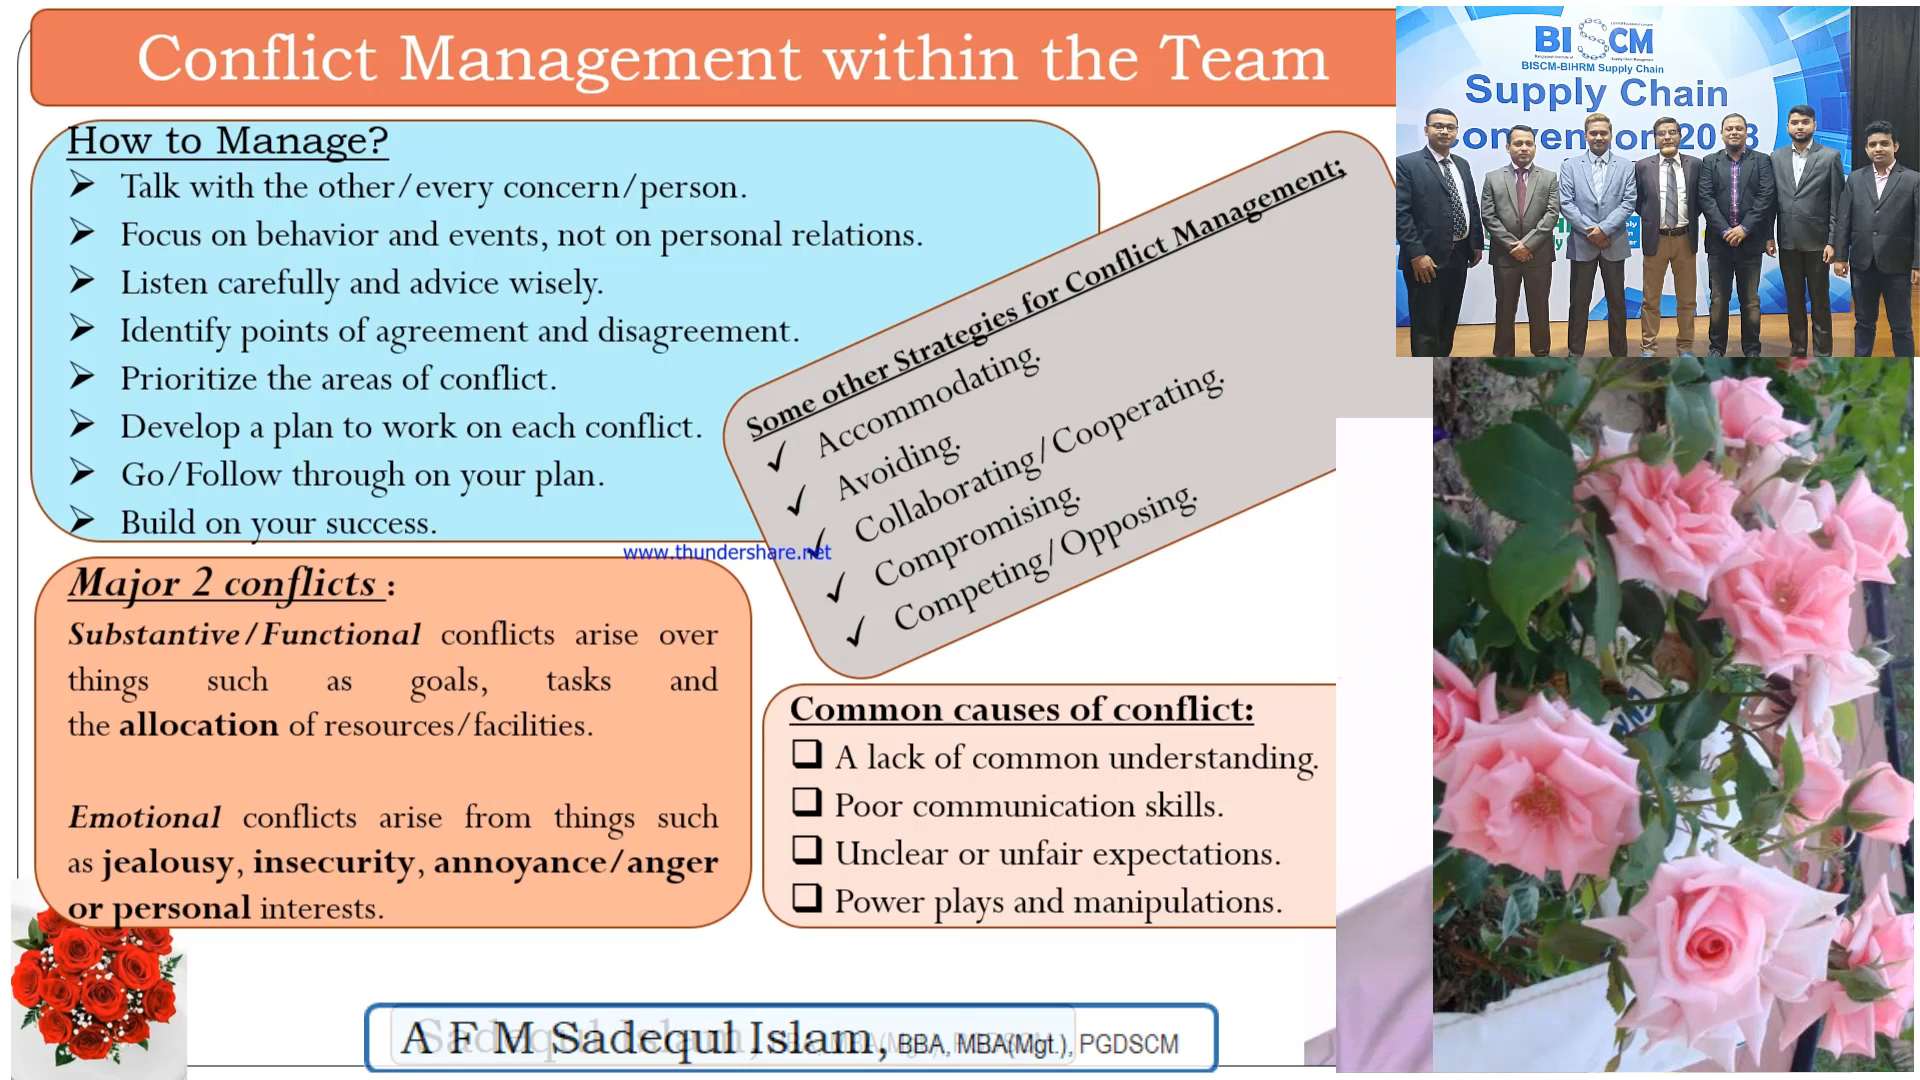 Conflict Management within the Team
How to Manage?
Talk with the other/every concern/person.
Focus on behavior and events, not on personal relations.
Listen carefully and advice wisely.
Identify points of agreement and disagreement.
Prioritize the areas of conflict.
Develop a plan to work on each conflict.
Go/Follow through on your plan.
Build on your success.
www.thundershare.net
Some other Strategies for Conflict Management;
Accommodating.
Avoiding.
Collaborating/Cooperating.
Compromising.
Competing/Opposing.
Major 2 conflicts :
Substantive/Functional conflicts arise over
things such as goals, tasks and
the allocation of resources/facilities.
Emotional conflicts arise from things such
as jealousy, insecurity, annoyance/anger
or personal interests.
Common causes of conflict:
A lack of common understanding.
Poor communication skills.
Unclear or unfair expectations.
Power plays and manipulations.
A F M Sadequl Islam, BBA, MBA(Mgt.), PGDSCM
BISCM
BISCM-BIHRM Supply Chain
Supply Chain